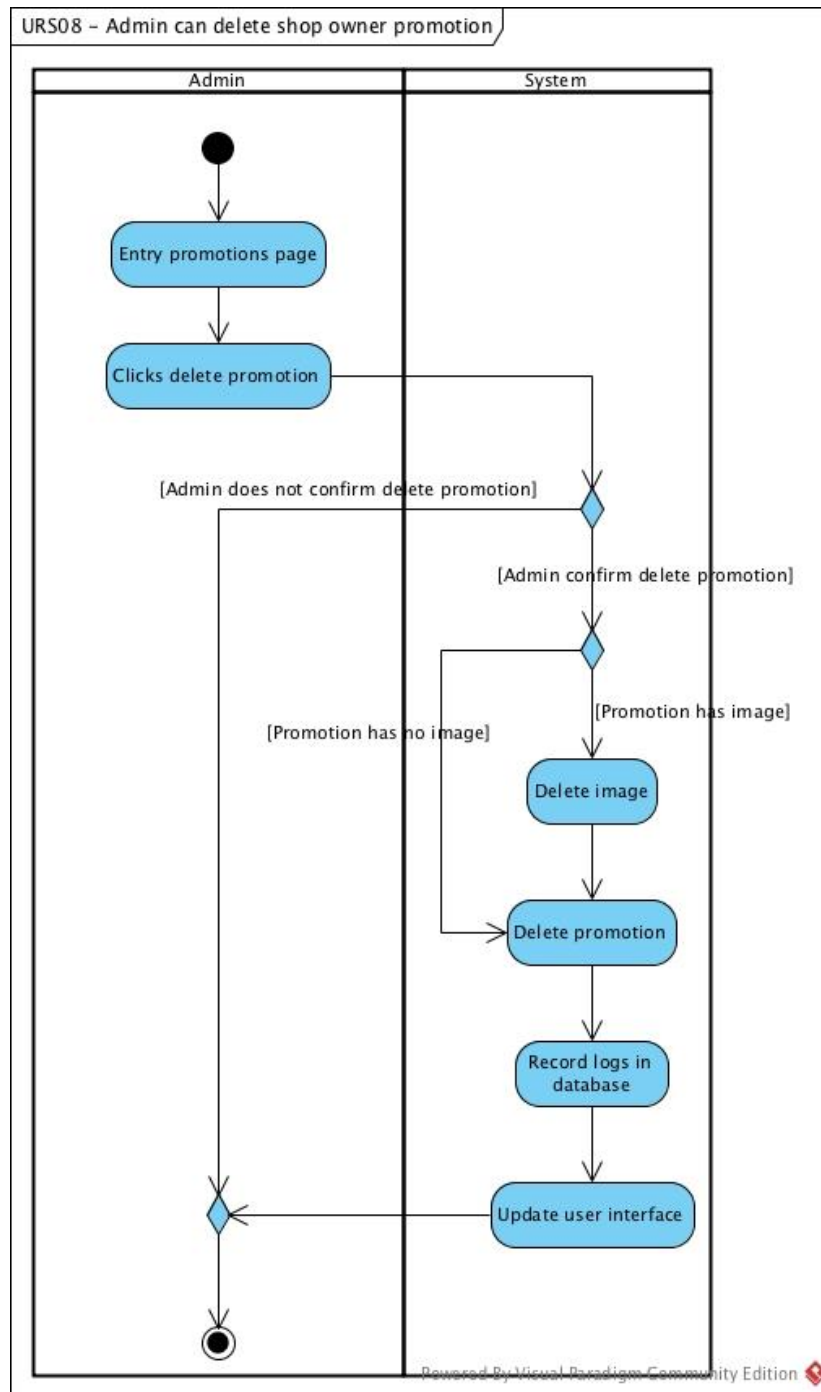 URS08 - Admin can delete shop owner promotion
Admin
System
Entry promotions page
Clicks delete promotion
[Admin does not confirm delete promotion]
[Admin confirm delete promotion]
[Promotion has image]
[Promotion has no image]
Delete image
Delete promotion
Record logs in
database
Update user interface
Powered By Visual Paradigm Community Edition